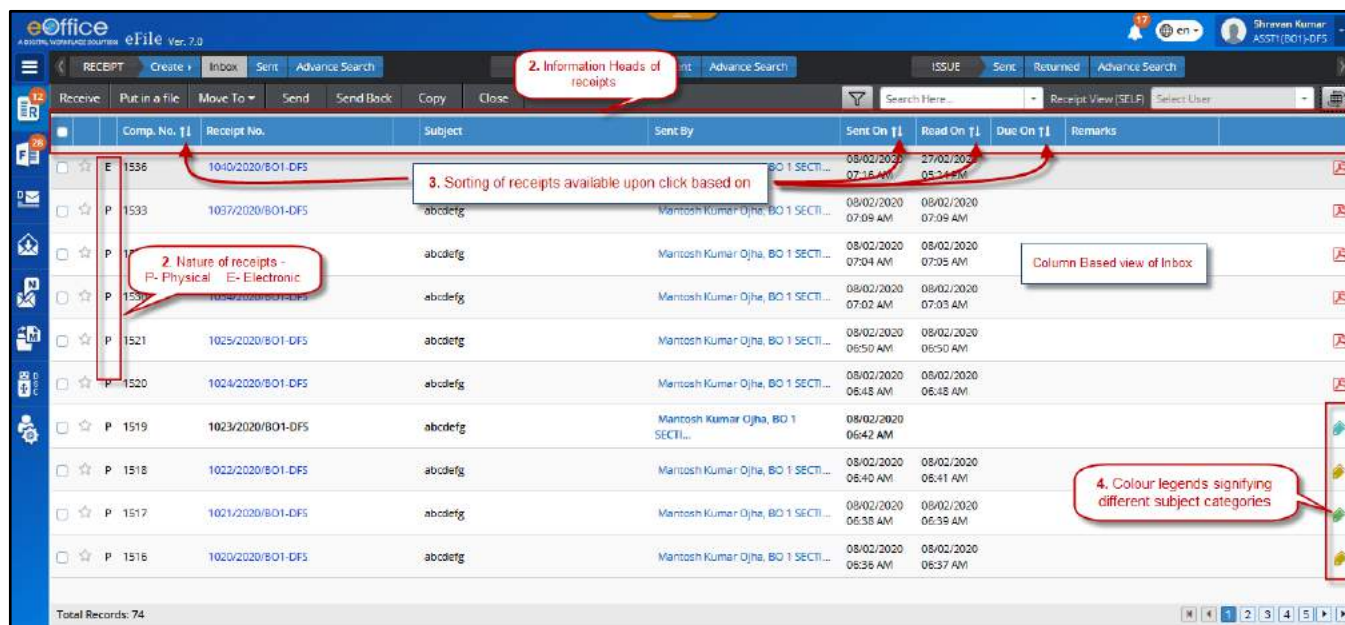 eOffice
A DIGITAL WORKPLACE SOLUTION eFile Ver. 7.0
17 en Shravan Kumar
ASST1(BO1)-DFS
RECEIPT Create Inbox Sent Advance Search
Advance Search
ISSUE Sent Returned Advance Search
2. Information Heads of
receipts
12
Receive Put in a file Move To Send Send Back Copy Close Search Here... Receipt View (SELF) Select User
Comp. No. Receipt No. Subject Sent By Sent On Read On Due On Remarks
28
E 1536 1040/2020/BO1-DFS BO 1 SECTI... 08/02/2020 07:16 AM
3. Sorting of receipts available upon click based on
P 1533 1037/2020/BO1-DFS abcdefg Mantosh Kumar Ojha, BO 1 SECTI... 08/02/2020 07:09 AM 08/02/2020 07:09 AM
P abcdefg Mantosh Kumar Ojha, BO 1 SECTI... 08/02/2020 07:04 AM 08/02/2020 07:05 AM
2. Nature of receipts -
P- Physical E- Electronic
Column Based view of Inbox
P abcdefg Mantosh Kumar Ojha, BO 1 SECTI... 08/02/2020 07:02 AM 08/02/2020 07:03 AM
P 1521 1025/2020/BO1-DFS abcdefg Mantosh Kumar Ojha, BO 1 SECTI... 08/02/2020 06:50 AM 08/02/2020 06:50 AM
P 1520 1024/2020/BO1-DFS abcdefg Mantosh Kumar Ojha, BO 1 SECTI... 08/02/2020 06:48 AM 08/02/2020 06:48 AM
P 1519 1023/2020/BO1-DFS abcdefg Mantosh Kumar Ojha, BO 1 SECTI... 08/02/2020 06:42 AM
P 1518 1022/2020/BO1-DFS abcdefg Mantosh Kumar Ojha, BO 1 SECTI... 08/02/2020 06:40 AM 08/02/2020 06:41 AM
4. Colour legends signifying
different subject categories
P 1517 1021/2020/BO1-DFS abcdefg Mantosh Kumar Ojha, BO 1 SECTI... 08/02/2020 06:38 AM 08/02/2020 06:39 AM
P 1516 1020/2020/BO1-DFS abcdefg Mantosh Kumar Ojha, BO 1 SECTI... 08/02/2020 06:36 AM 08/02/2020 06:37 AM
Total Records: 74 1 2 3 4 5